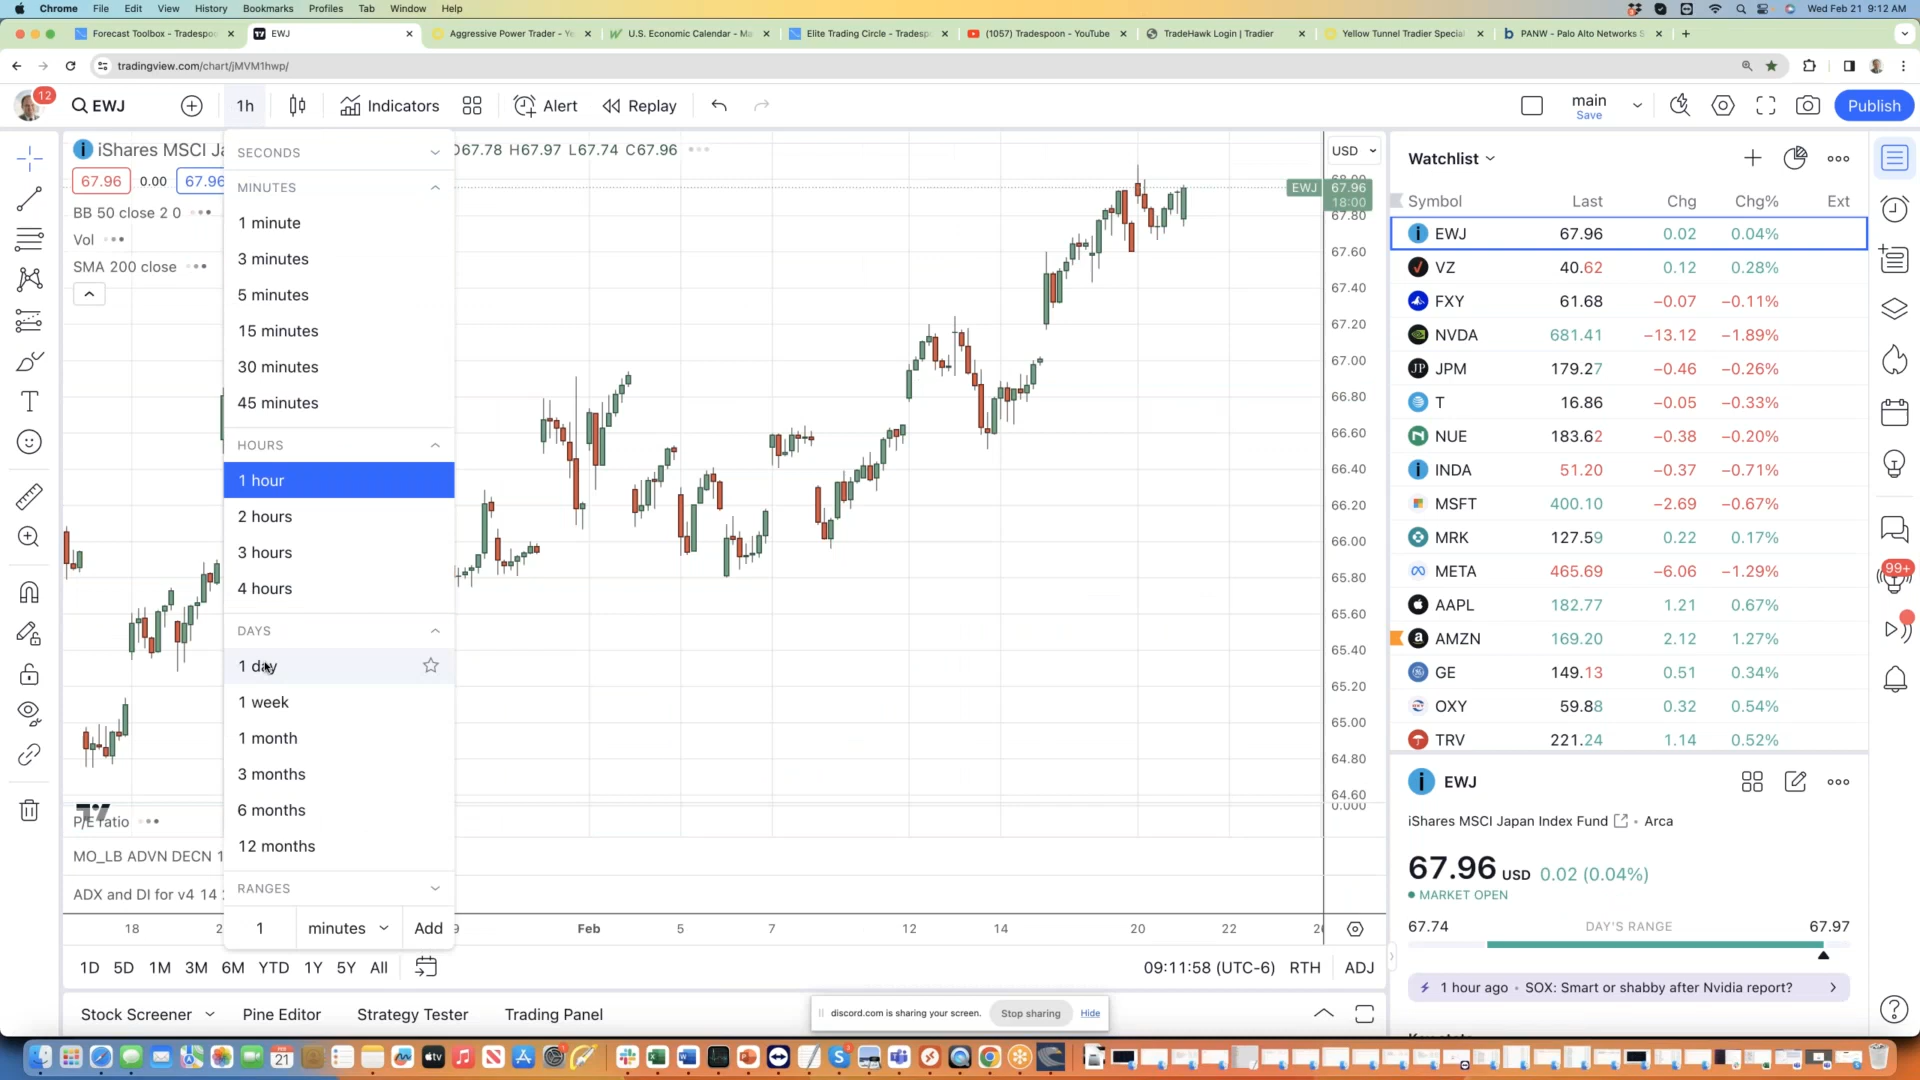 Chrome File Edit View History Bookmarks Profiles Tab Window Help Wed Feb 21 9:12 AM
Forecast Toolbox - Tradespoo EWJ Aggressive Power Trader - Ye U.S. Economic Calendar - Ma Elite Trading Circle - Tradesp (1057) Tradespoon - YouTube TradeHawk Login | Tradier Yellow Tunnel Tradier Special PANW - Palo Alto Networks S
tradingview.com/chart/jMVM1hwp/
12 EWJ 1h Indicators Alert Replay main Save Publish
iShares MSCI Ja O67.78 H67.97 L67.74 C67.96 USD
67.96 0.00 67.96
BB 50 close 2 0
Vol
SMA 200 close
SECONDS
MINUTES
1 minute
3 minutes
5 minutes
15 minutes
30 minutes
45 minutes
HOURS
1 hour
2 hours
3 hours
4 hours
DAYS
1 day
1 week
1 month
3 months
6 months
12 months
RANGES
1 minutes Add
P/E ratio
MO_LB ADVN DECN 1
ADX and DI for v4 14
68.00
EWJ 67.96
18:00
67.80
67.60
67.40
67.20
67.00
66.80
66.60
66.40
66.20
66.00
65.80
65.60
65.40
65.20
65.00
64.80
64.60
0.000
18 2 9 Feb 5 7 12 14 20 22 26
1D 5D 1M 3M 6M YTD 1Y 5Y All 09:11:58 (UTC-6) RTH ADJ
Stock Screener Pine Editor Strategy Tester Trading Panel
discord.com is sharing your screen. Stop sharing Hide
Watchlist
Symbol Last Chg Chg% Ext
EWJ 67.96 0.02 0.04%
VZ 40.62 0.12 0.28%
FXY 61.68 −0.07 −0.11%
NVDA 681.41 −13.12 −1.89%
JPM 179.27 −0.46 −0.26%
T 16.86 −0.05 −0.33%
NUE 183.62 −0.38 −0.20%
INDA 51.20 −0.37 −0.71%
MSFT 400.10 −2.69 −0.67%
MRK 127.59 0.22 0.17%
META 465.69 −6.06 −1.29%
AAPL 182.77 1.21 0.67%
AMZN 169.20 2.12 1.27%
GE 149.13 0.51 0.34%
OXY 59.88 0.32 0.54%
TRV 221.24 1.14 0.52%
EWJ
iShares MSCI Japan Index Fund • Arca
67.96 USD 0.02 (0.04%)
MARKET OPEN
67.74 DAY'S RANGE 67.97
1 hour ago • SOX: Smart or shabby after Nvidia report?
99+
FEB
21